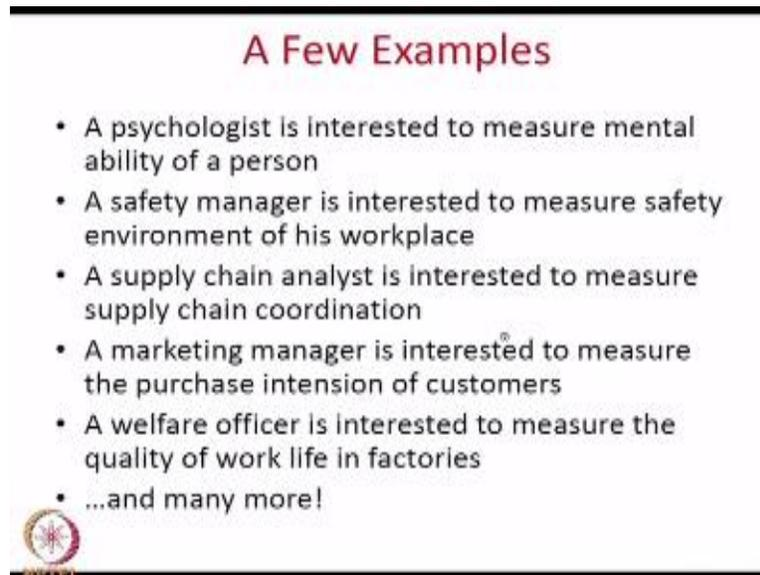 A Few Examples
• A psychologist is interested to measure mental
ability of a person
• A safety manager is interested to measure safety
environment of his workplace
• A supply chain analyst is interested to measure
supply chain coordination
• A marketing manager is interested to measure
the purchase intension of customers
• A welfare officer is interested to measure the
quality of work life in factories
• ...and many more!